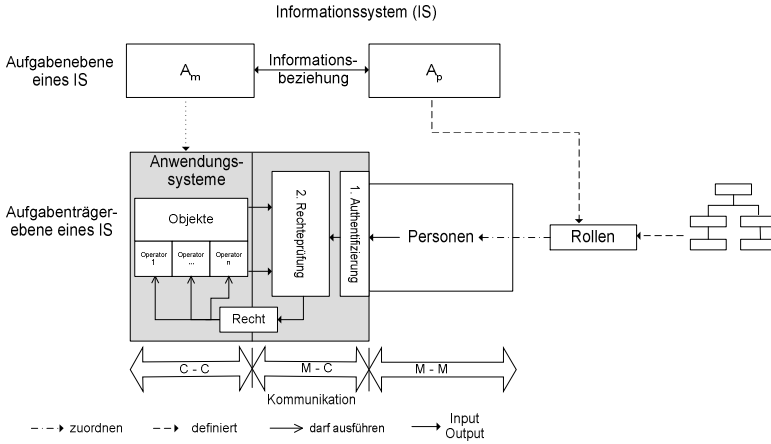 Informationssystem (IS)
Aufgabenebene
eines IS
Am
Informations-
beziehung
Ap
Anwendungs-
systeme
Aufgabenträger-
ebene eines IS
Objekte
Operator
1
Operator
...
Operator
n
2. Rechteprüfung
1. Authentifizierung
Personen
Rollen
Recht
C - C
M - C
M - M
Kommunikation
zuordnen
definiert
darf ausführen
Input
Output